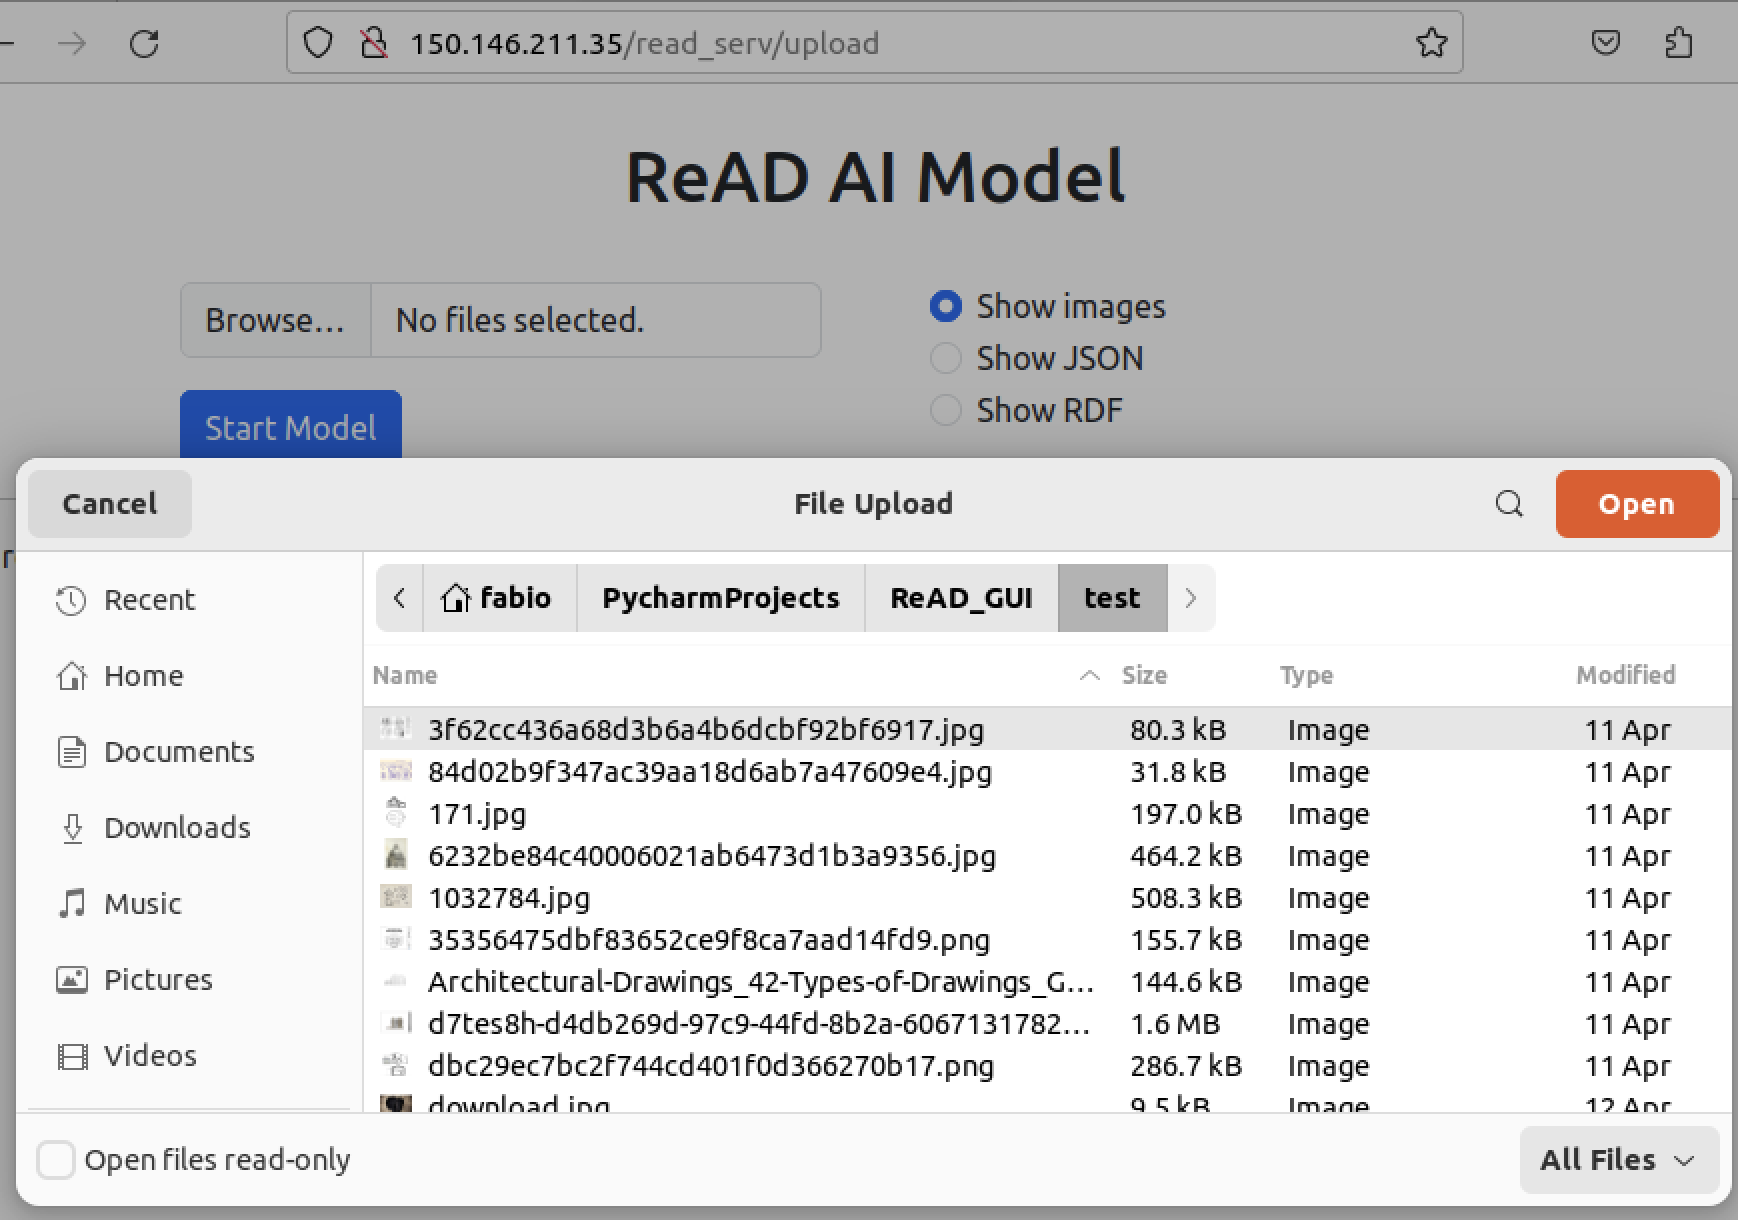 150.146.211.35/read_serv/upload
ReAD AI Model
Browse... No files selected.
Show images
Show JSON
Show RDF
Start Model
Cancel File Upload Open
Recent
Home
Documents
Downloads
Music
Pictures
Videos
fabio PycharmProjects ReAD_GUI test
Name Size Type Modified
3f62cc436a68d3b6a4b6dcbf92bf6917.jpg 80.3 kB Image 11 Apr
84d02b9f347ac39aa18d6ab7a47609e4.jpg 31.8 kB Image 11 Apr
171.jpg 197.0 kB Image 11 Apr
6232be84c40006021ab6473d1b3a9356.jpg 464.2 kB Image 11 Apr
1032784.jpg 508.3 kB Image 11 Apr
35356475dbf83652ce9f8ca7aad14fd9.png 155.7 kB Image 11 Apr
Architectural-Drawings_42-Types-of-Drawings_G... 144.6 kB Image 11 Apr
d7tes8h-d4db269d-97c9-44fd-8b2a-6067131782... 1.6 MB Image 11 Apr
dbc29ec7bc2f744cd401f0d366270b17.png 286.7 kB Image 11 Apr
download.jpg 9.5 kB Image 12 Apr
Open files read-only All Files